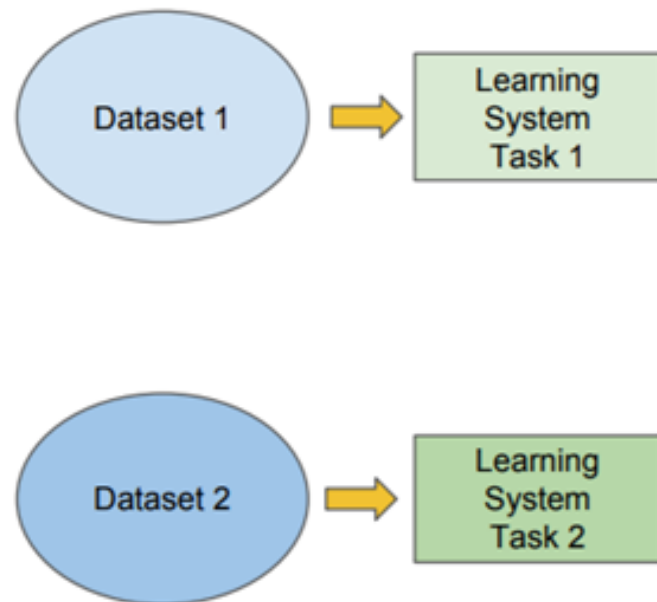 Dataset 1
Learning
System
Task 1
Dataset 2
Learning
System
Task 2